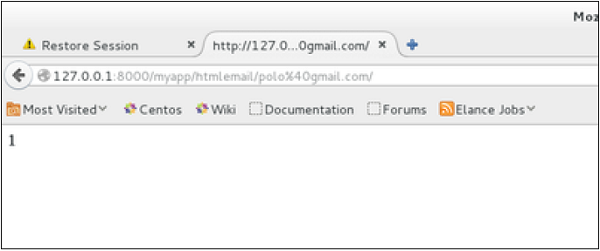 Moz
Restore Session × http://127.0...0gmail.com/ ×
127.0.0.1:8000/myapp/htmlemail/polo%40gmail.com/
Most Visited Centos Wiki Documentation Forums Elance Jobs
1